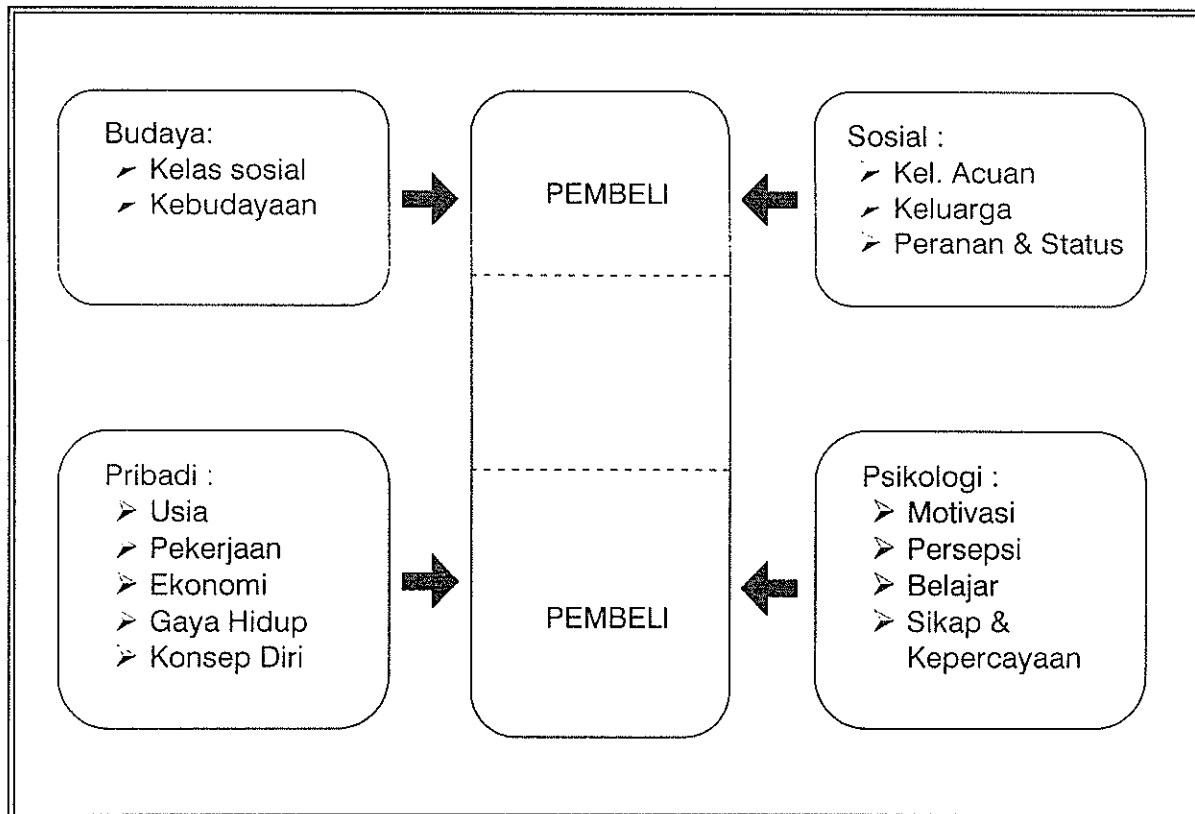 Budaya:
➢ Kelas sosial
➢ Kebudayaan
PEMBELI
Sosial :
➢ Kel. Acuan
➢ Keluarga
➢ Peranan & Status
Pribadi :
➢ Usia
➢ Pekerjaan
➢ Ekonomi
➢ Gaya Hidup
➢ Konsep Diri
PEMBELI
Psikologi :
➢ Motivasi
➢ Persepsi
➢ Belajar
➢ Sikap &
Kepercayaan